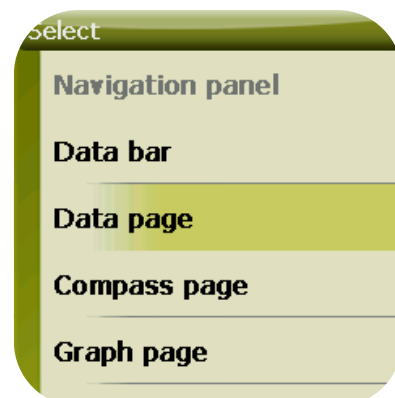 Select
Navigation panel
Data bar
Data page
Compass page
Graph page